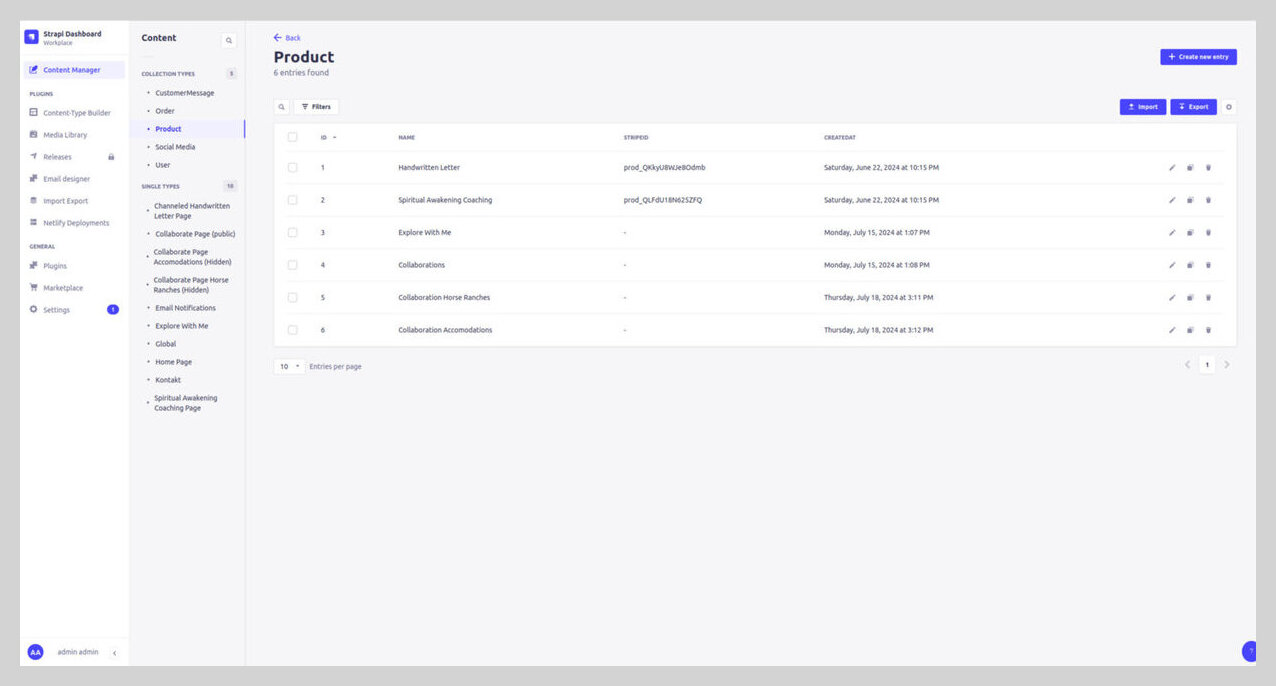 Strapi Dashboard
Workplace
Content Manager
PLUGINS
Content-Type Builder
Media Library
Releases
Email designer
Import Export
Netlify Deployments
GENERAL
Plugins
Marketplace
Settings 1
AA admin admin
Content
COLLECTION TYPES 5
CustomerMessage
Order
Product
Social Media
User
SINGLE TYPES 10
Channeled Handwritten
Letter Page
Collaborate Page (public)
Collaborate Page
Accomodations (Hidden)
Collaborate Page Horse
Ranches (Hidden)
Email Notifications
Explore With Me
Global
Home Page
Kontakt
Spiritual Awakening
Coaching Page
Back
Product
6 entries found
Create new entry
Filters
Import Export
ID NAME STRIPEID CREATEDAT
1 Handwritten Letter prod_QKkyU8WJeBOdmb Saturday, June 22, 2024 at 10:15 PM
2 Spiritual Awakening Coaching prod_QLFdU18N62SZFQ Saturday, June 22, 2024 at 10:15 PM
3 Explore With Me - Monday, July 15, 2024 at 1:07 PM
4 Collaborations - Monday, July 15, 2024 at 1:08 PM
5 Collaboration Horse Ranches - Thursday, July 18, 2024 at 3:11 PM
6 Collaboration Accomodations - Thursday, July 18, 2024 at 3:12 PM
10 Entries per page
1
?